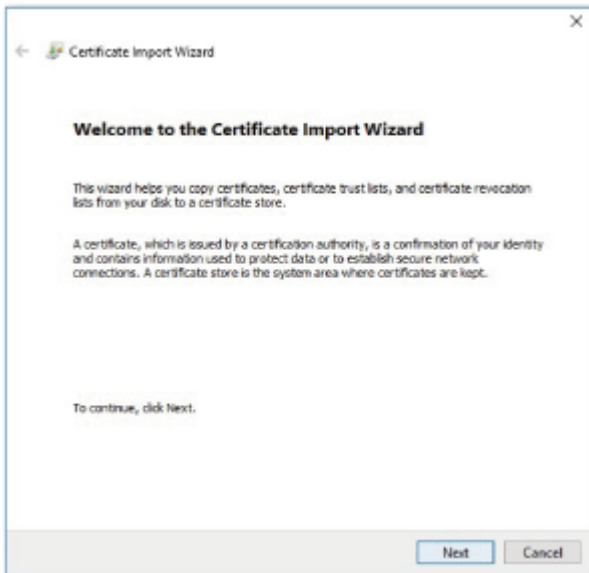 Certificate Import Wizard
Welcome to the Certificate Import Wizard
This wizard helps you copy certificates, certificate trust lists, and certificate revocation
lists from your disk to a certificate store.
A certificate, which is issued by a certification authority, is a confirmation of your identity
and contains information used to protect data or to establish secure network
connections. A certificate store is the system area where certificates are kept.
To continue, click Next.
Next Cancel